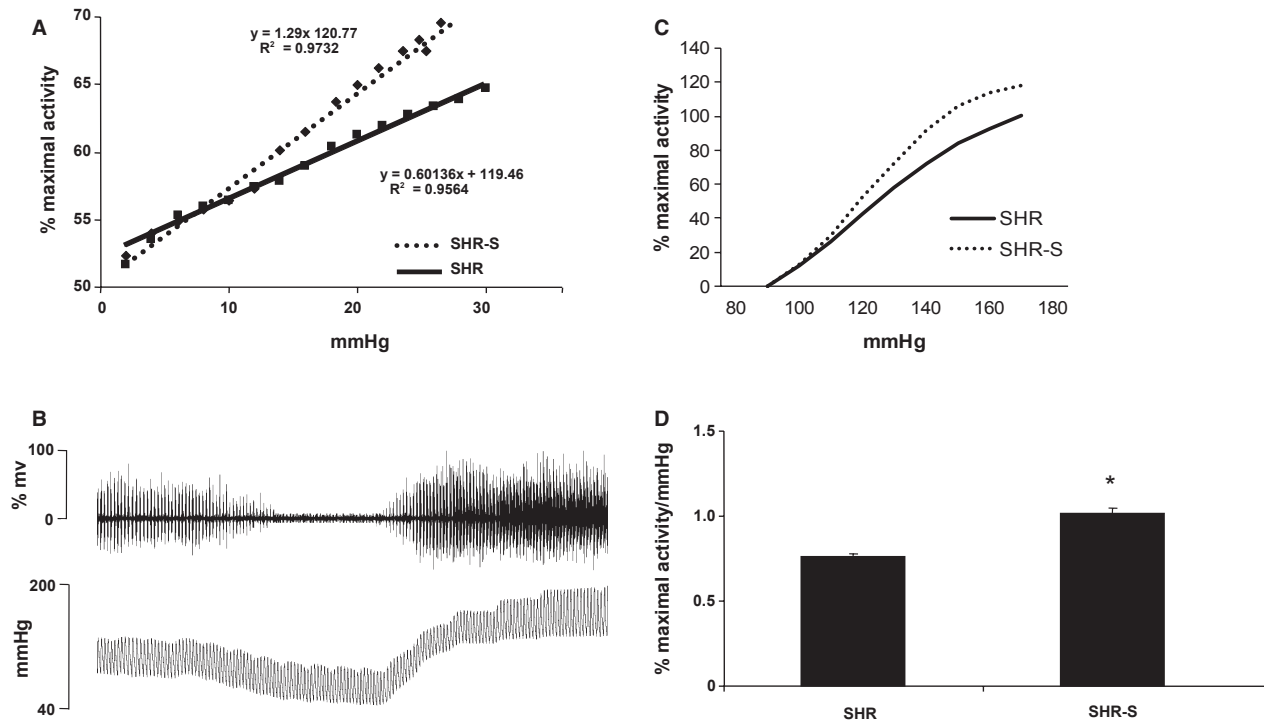 A
70
65
60
55
50
% maximal activity
y = 1.29x 120.77
R² = 0.9732
y = 0.60136x + 119.46
R² = 0.9564
SHR-S
SHR
0 10 20 30
mmHg
C
140
120
100
80
60
40
20
0
% maximal activity
SHR
SHR-S
80 100 120 140 160 180
mmHg
B
100
0
% mv
200
40
mmHg
D
1.5
1.0
0.5
0
% maximal activity/mmHg
*
SHR SHR-S